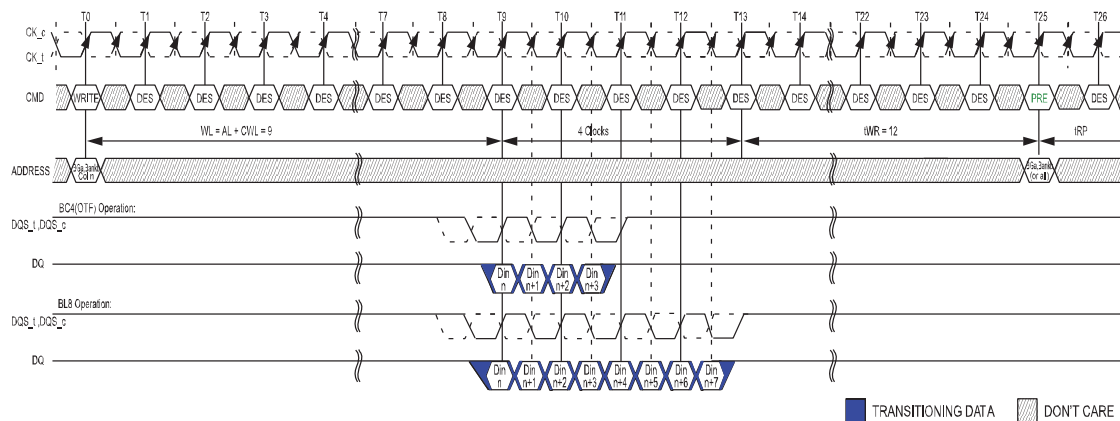 T0 T1 T2 T3 T4 T7 T8 T9 T10 T11 T12 T13 T14 T22 T23 T24 T25 T26
CK_c
CK_t
CMD WRITE DES DES DES DES DES DES DES DES DES DES DES DES DES DES DES PRE DES
WL = AL + CWL = 9 4 Clocks tWR = 12 tRP
ADDRESS
Col n (or all)
BC4(OTF) Operation:
DQS_t ,DQS_c
DQ Din n Din n+1 Din n+2 Din n+3
BL8 Operation:
DQS_t ,DQS_c
DQ Din n Din n+1 Din n+2 Din n+3 Din n+4 Din n+5 Din n+6 Din n+7
TRANSITIONING DATA DON'T CARE